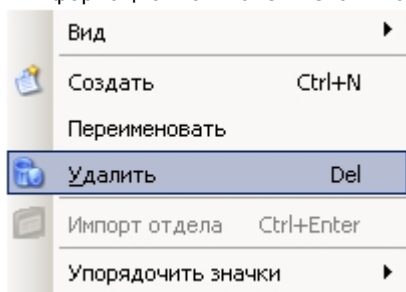 Вид
Создать Ctrl+N
Переименовать
Удалить Del
Импорт отдела Ctrl+Enter
Упорядочить значки